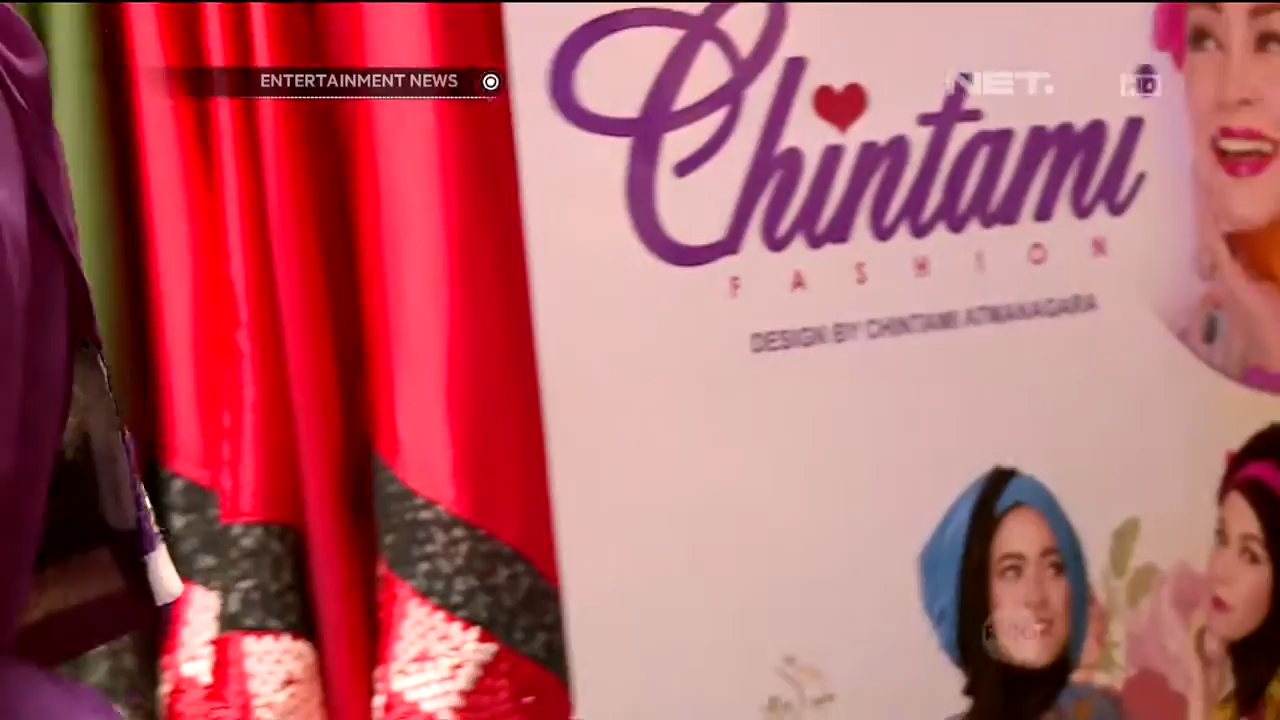 ENTERTAINMENT NEWS
NET.
HD
Chintami
FASHION
DESIGN BY CHINTAMI ATMANAGARA